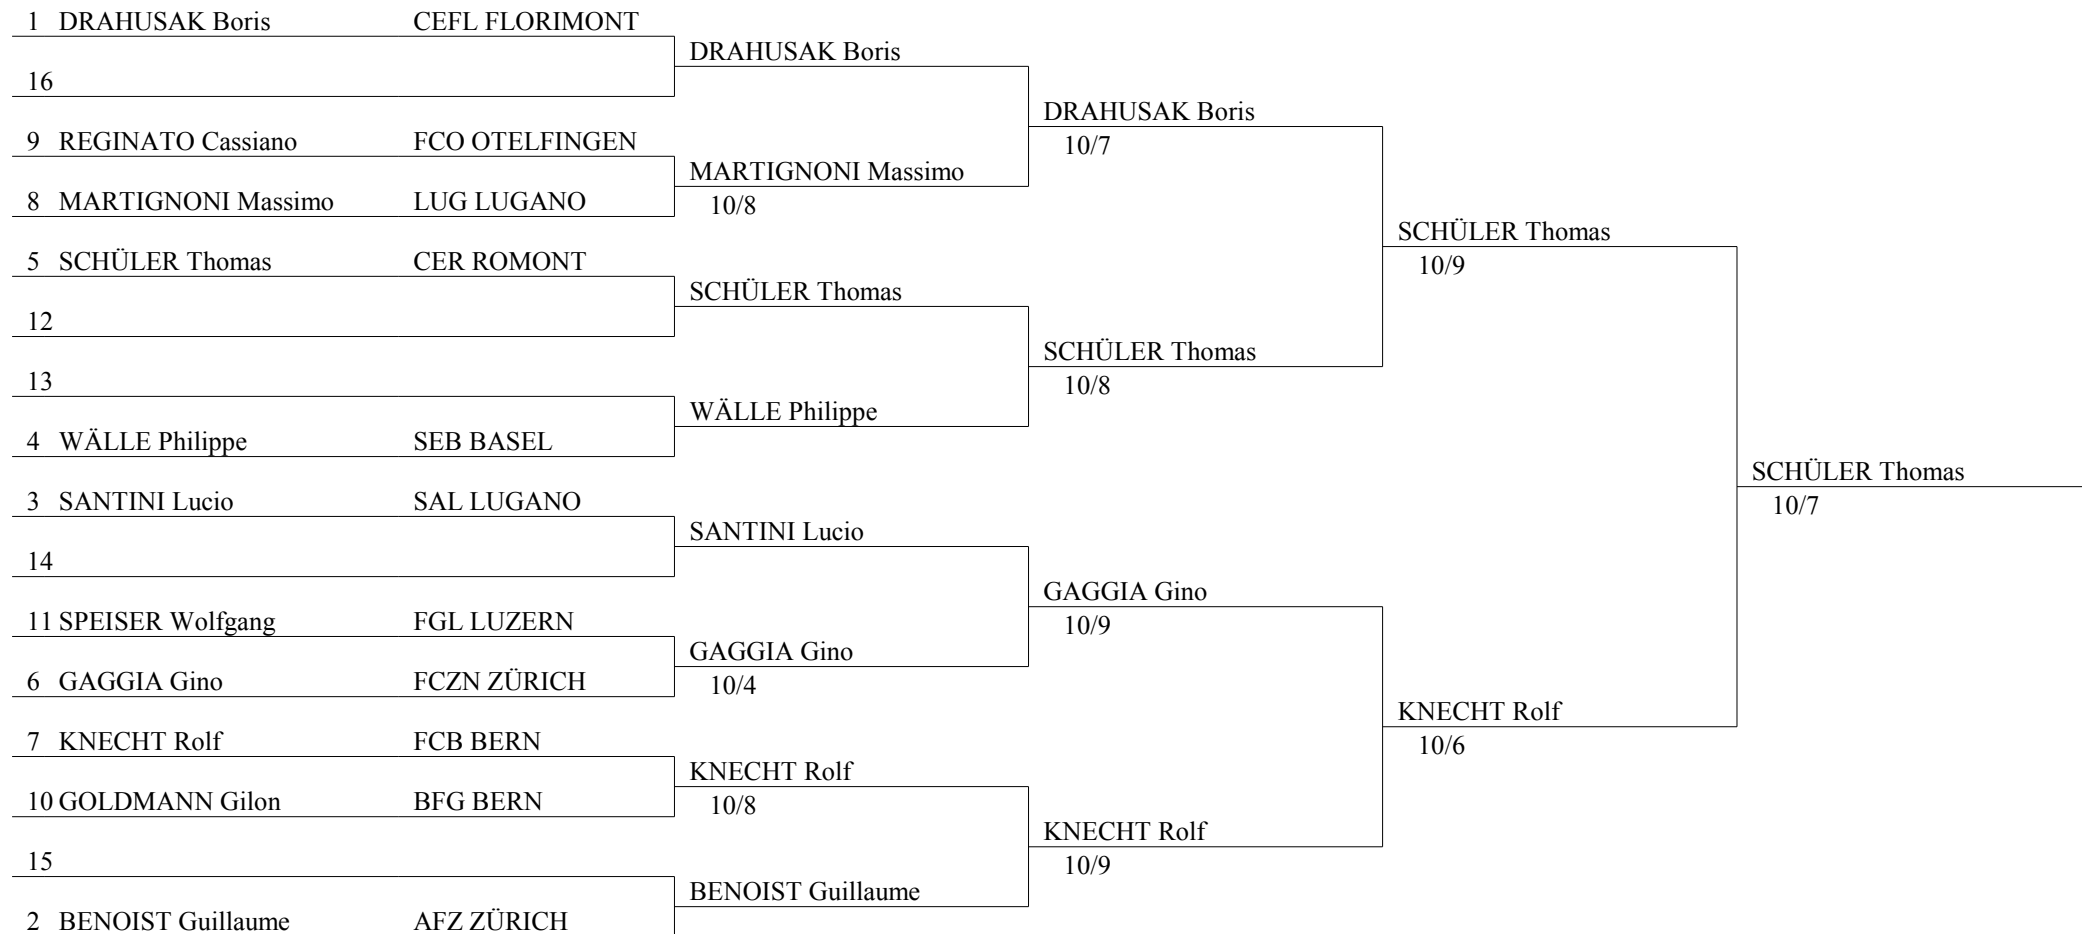 1 DRAHUSAK Boris CEFL FLORIMONT
DRAHUSAK Boris
16
DRAHUSAK Boris
9 REGINATO Cassiano FCO OTELFINGEN
10/7
MARTIGNONI Massimo
8 MARTIGNONI Massimo LUG LUGANO
10/8
SCHÜLER Thomas
5 SCHÜLER Thomas CER ROMONT
10/9
SCHÜLER Thomas
12
SCHÜLER Thomas
13
10/8
WÄLLE Philippe
4 WÄLLE Philippe SEB BASEL
SCHÜLER Thomas
3 SANTINI Lucio SAL LUGANO
10/7
SANTINI Lucio
14
GAGGIA Gino
11 SPEISER Wolfgang FGL LUZERN
10/9
GAGGIA Gino
6 GAGGIA Gino FCZN ZÜRICH
10/4
KNECHT Rolf
7 KNECHT Rolf FCB BERN
10/6
KNECHT Rolf
10 GOLDMANN Gilon BFG BERN
10/8
KNECHT Rolf
15
10/9
BENOIST Guillaume
2 BENOIST Guillaume AFZ ZÜRICH